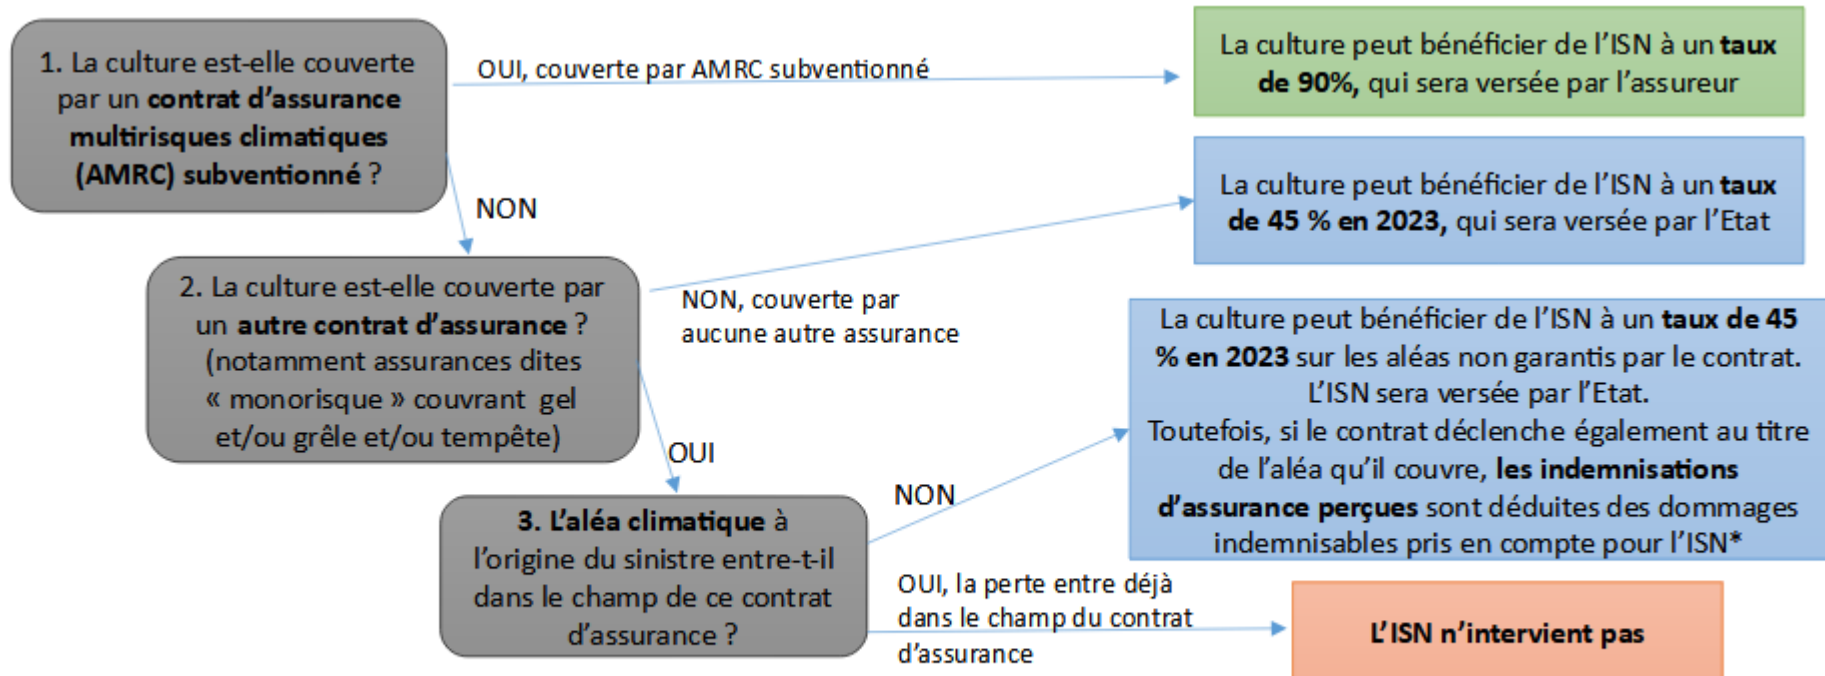 1. La culture est-elle couverte
par un contrat d’assurance
multirisques climatiques
(AMRC) subventionné ?
OUI, couverte par AMRC subventionné
La culture peut bénéficier de l’ISN à un taux
de 90%, qui sera versée par l’assureur
NON
2. La culture est-elle couverte par
un autre contrat d’assurance ?
(notamment assurances dites
« monorisque » couvrant gel
et/ou grêle et/ou tempête)
NON, couverte par
aucune autre assurance
La culture peut bénéficier de l’ISN à un taux
de 45 % en 2023, qui sera versée par l’Etat
OUI
3. L’aléa climatique à
l’origine du sinistre entre-t-il
dans le champ de ce contrat
d’assurance ?
NON
La culture peut bénéficier de l’ISN à un taux de 45
% en 2023 sur les aléas non garantis par le contrat.
L’ISN sera versée par l’Etat.
Toutefois, si le contrat déclenche également au titre
de l’aléa qu’il couvre, les indemnisations
d’assurance perçues sont déduites des dommages
indemnisables pris en compte pour l’ISN*
OUI, la perte entre déjà
dans le champ du contrat
d’assurance
L’ISN n’intervient pas